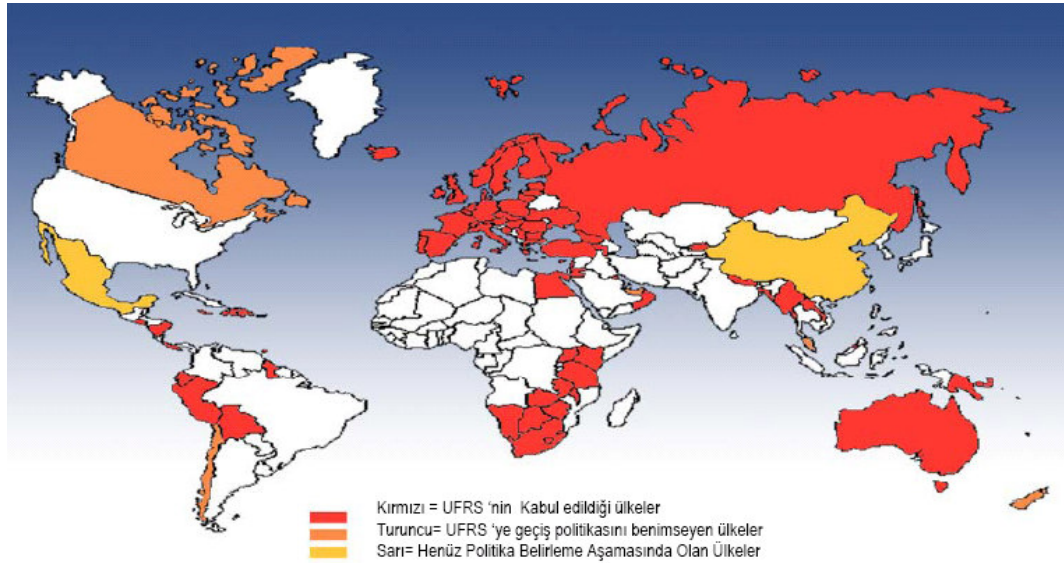 Kırmızı = UFRS ‘nin Kabul edildiği ülkeler
Turuncu= UFRS ‘ye geçiş politikasını benimseyen ülkeler
Sarı= Henüz Politika Belirleme Aşamasında Olan Ülkeler